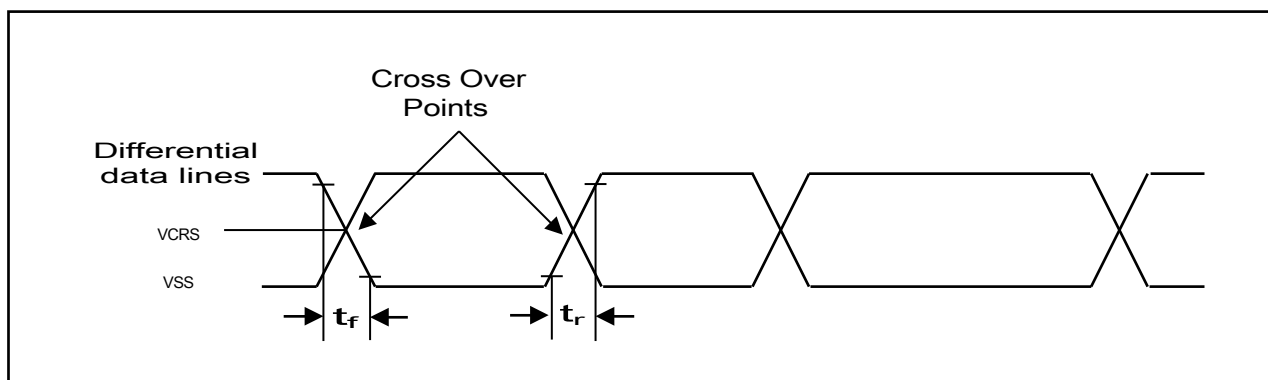 Cross Over
Points
Differential
data lines
VCRS
VSS
tf
tr